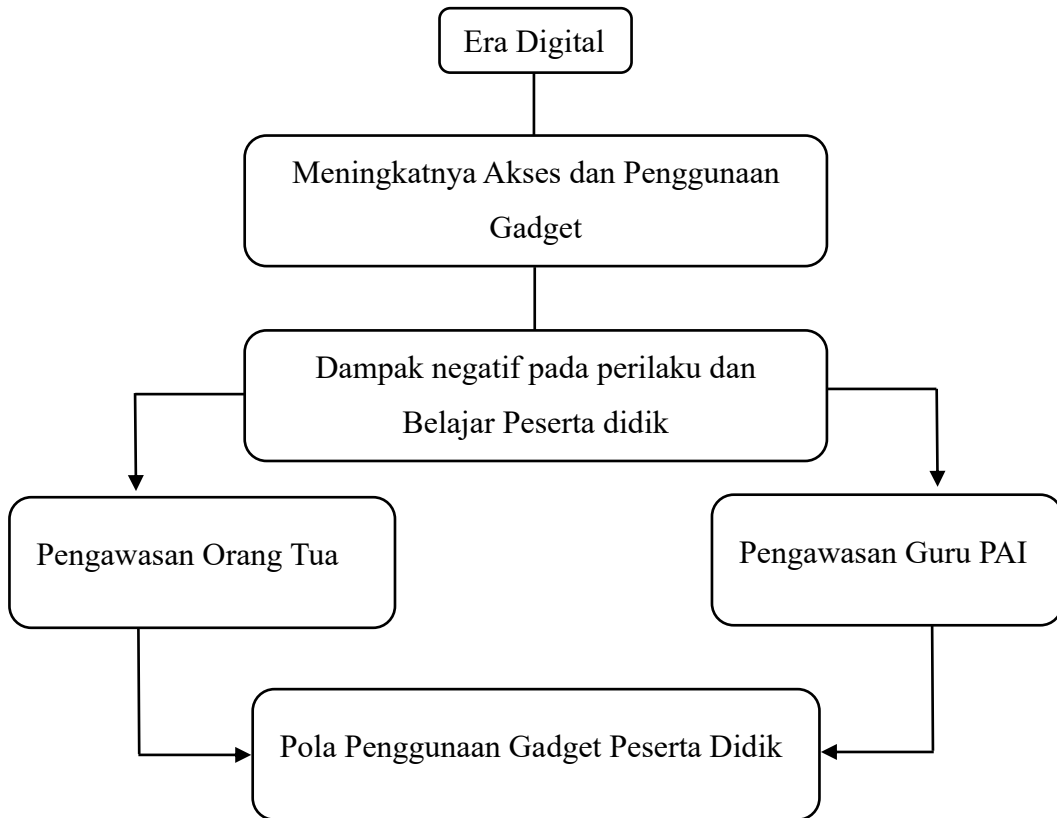 Era Digital
Meningkatnya Akses dan Penggunaan
Gadget
Dampak negatif pada perilaku dan
Belajar Peserta didik
Pengawasan Orang Tua
Pengawasan Guru PAI
Pola Penggunaan Gadget Peserta Didik